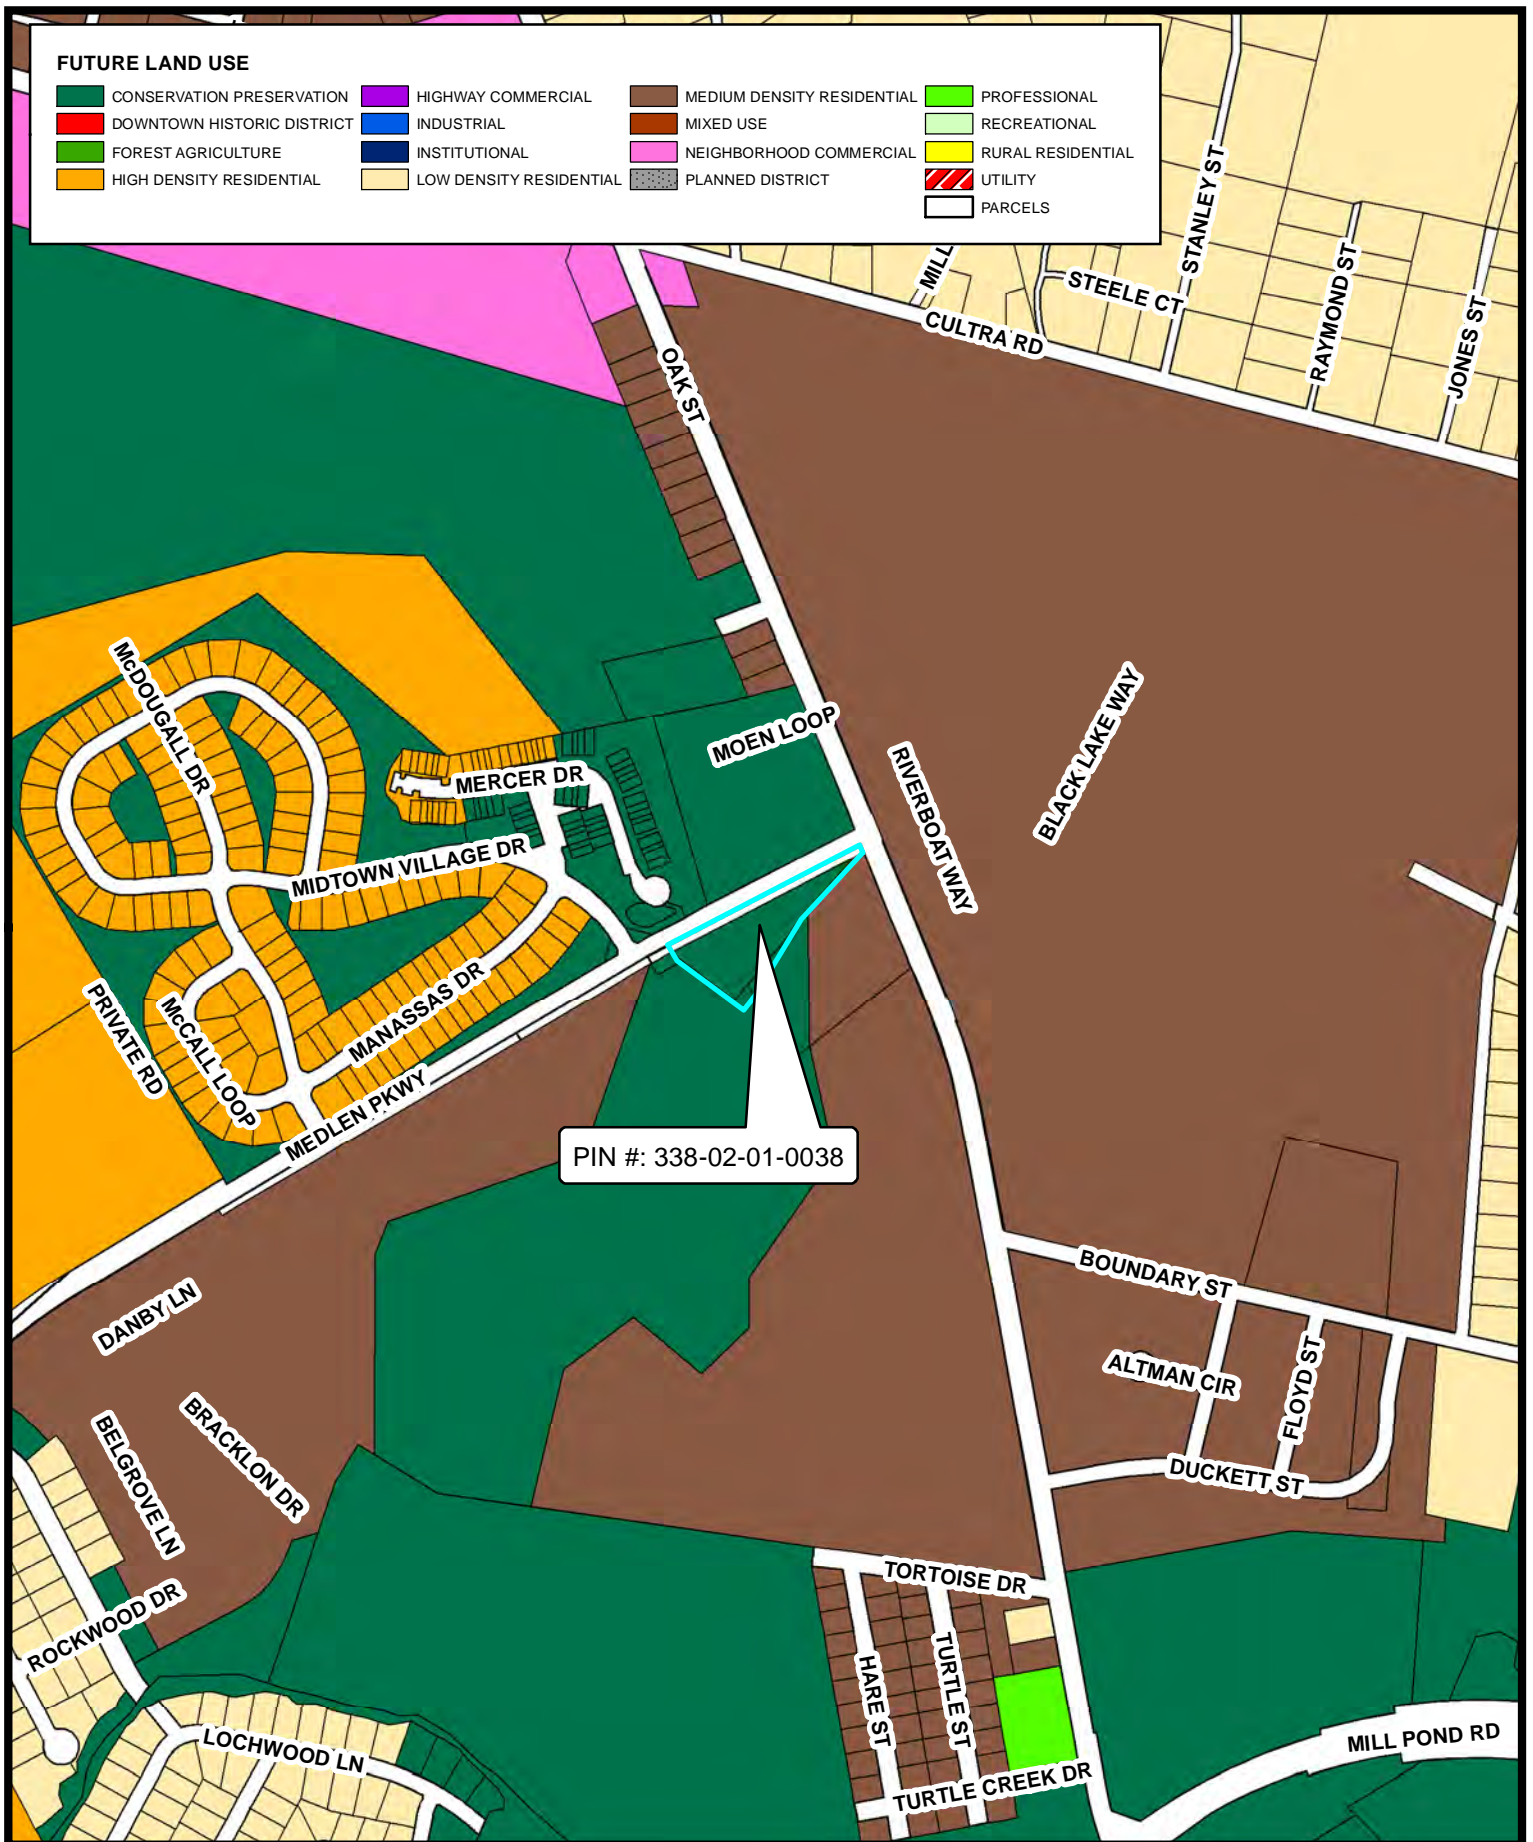 FUTURE LAND USE
CONSERVATION PRESERVATION
DOWNTOWN HISTORIC DISTRICT
FOREST AGRICULTURE
HIGH DENSITY RESIDENTIAL
HIGHWAY COMMERCIAL
INDUSTRIAL
INSTITUTIONAL
LOW DENSITY RESIDENTIAL
MEDIUM DENSITY RESIDENTIAL
MIXED USE
NEIGHBORHOOD COMMERCIAL
PLANNED DISTRICT
PROFESSIONAL
RECREATIONAL
RURAL RESIDENTIAL
UTILITY
PARCELS
MILL
STEELE CT
STANLEY ST
RAYMOND ST
JONES ST
CULTRA RD
OAK ST
McDOUGALL DR
MOEN LOOP
RIVERBOAT WAY
BLACK LAKE WAY
MERCER DR
MIDTOWN VILLAGE DR
MANASSAS DR
PRIVATE RD
McCALL LOOP
MEDLEN PKWY
PIN #: 338-02-01-0038
BOUNDARY ST
DANBY LN
ALTMAN CIR
FLOYD ST
BELGROVE LN
BRACKLON DR
DUCKETT ST
ROCKWOOD DR
TORTOISE DR
HARE ST
TURTLE ST
LOCHWOOD LN
MILL POND RD
TURTLE CREEK DR